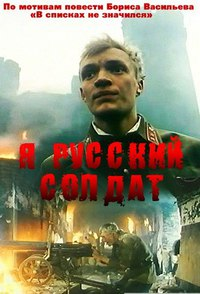 По мотивам повести Бориса Васильева
«В списках не значился»
Я РУССКИЙ
СОЛДАТ